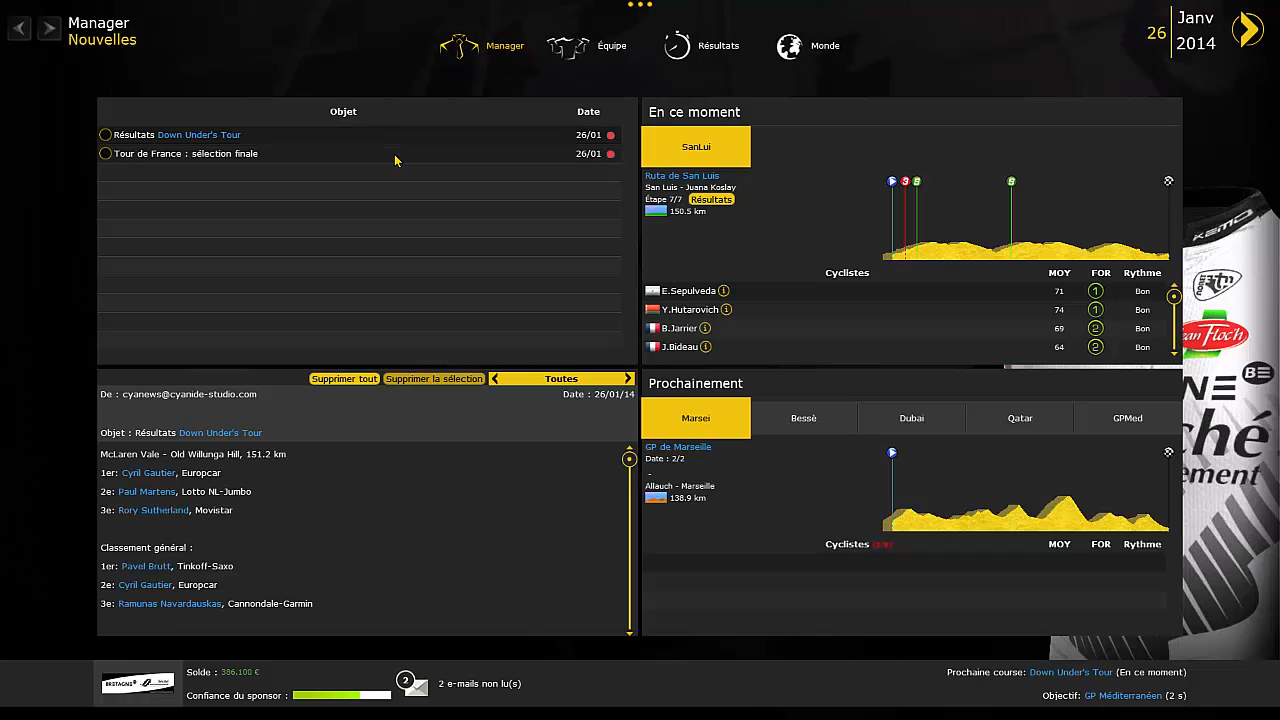 Manager
Nouvelles
Manager
Équipe
Résultats
Monde
26
Janv
2014
Objet
Date
Résultats Down Under's Tour
26/01
Tour de France : sélection finale
26/01
Supprimer tout
Supprimer la sélection
Toutes
De : cyanews@cyanide-studio.com
Date : 26/01/14
Objet : Résultats Down Under's Tour
McLaren Vale - Old Willunga Hill, 151.2 km
1er: Cyril Gautier, Europcar
2e: Paul Martens, Lotto NL-Jumbo
3e: Rory Sutherland, Movistar
Classement général :
1er: Pavel Brutt, Tinkoff-Saxo
2e: Cyril Gautier, Europcar
3e: Ramunas Navardauskas, Cannondale-Garmin
En ce moment
SanLui
Ruta de San Luis
San Luis - Juana Koslay
Étape 7/7 Résultats
150.5 km
3
S
S
Cyclistes MOY FOR Rythme
E.Sepulveda i 71 1 Bon
Y.Hutarovich i 74 1 Bon
B.Jarrier i 69 2 Bon
J.Bideau i 64 2 Bon
Prochainement
Marsei
Bessè
Dubai
Qatar
GPMed
GP de Marseille
Date : 2/2
-
Allauch - Marseille
138.9 km
Cyclistes
MOY FOR Rythme
KEMO
BE
NE
ché
ement
BRETAGNE
Solde : 386.100 €
Confiance du sponsor :
2
2 e-mails non lu(s)
Prochaine course: Down Under's Tour (En ce moment)
Objectif: GP Méditerranéen (2 s)